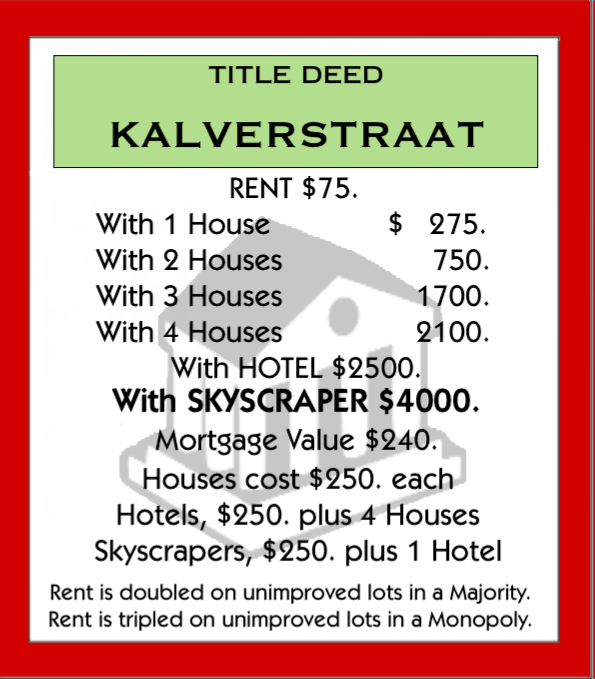 TITLE DEED
KALVERSTRAAT
RENT $75.
With 1 House $ 275.
With 2 Houses 750.
With 3 Houses 1700.
With 4 Houses 2100.
With HOTEL $2500.
With SKYSCRAPER $4000.
Mortgage Value $240.
Houses cost $250. each
Hotels, $250. plus 4 Houses
Skyscrapers, $250. plus 1 Hotel
Rent is doubled on unimproved lots in a Majority.
Rent is tripled on unimproved lots in a Monopoly.